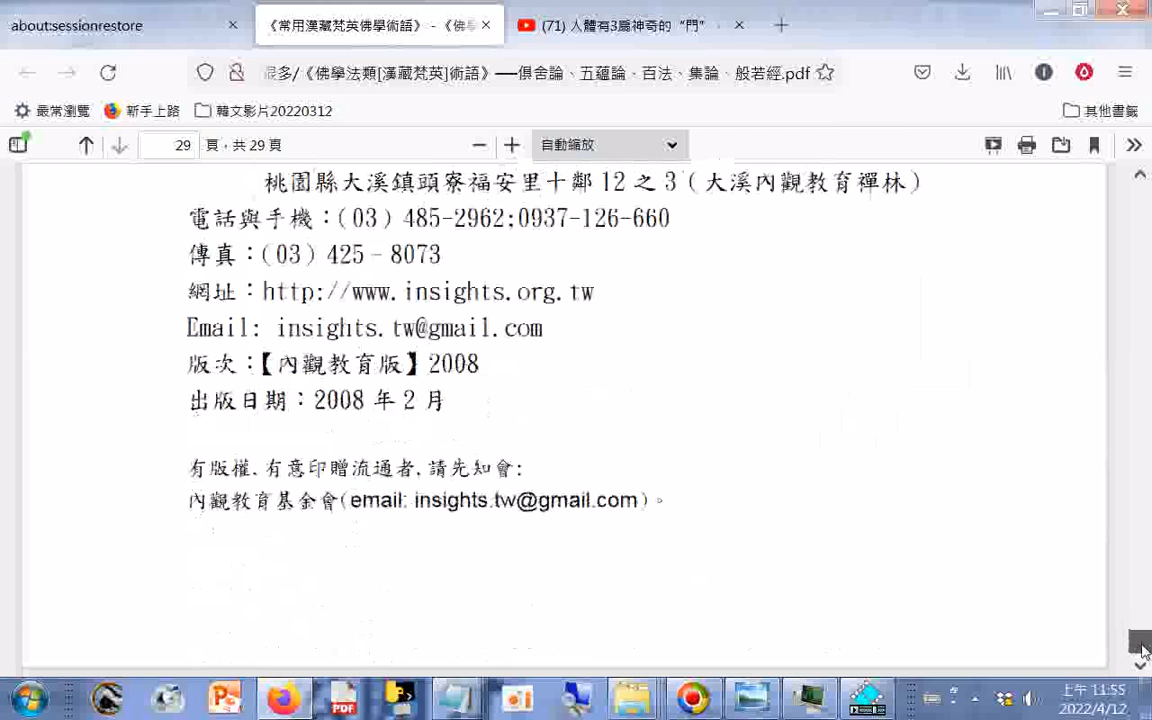 about:sessionrestore
《常用漢藏梵英佛學術語》 - 《佛
(71) 人體有3扇神奇的“門”
很多/《佛學法類[漢藏梵英]術語》──俱舍論、五蘊論、百法、集論、般若經.pdf
最常瀏覽
新手上路
韓文影片20220312
其他書籤
29 頁，共 29 頁
自動縮放
桃園縣大溪鎮頭寮福安里十鄰 12 之 3（大溪內觀教育禪林）
電話與手機：(03) 485-2962;0937-126-660
傳真：(03) 425 – 8073
網址：http://www.insights.org.tw
Email: insights.tw@gmail.com
版次：【內觀教育版】2008
出版日期：2008 年 2 月
有版權,有意印贈流通者,請先知會:
內觀教育基金會(email: insights.tw@gmail.com)。
PDF
上午 11:55
2022/4/12